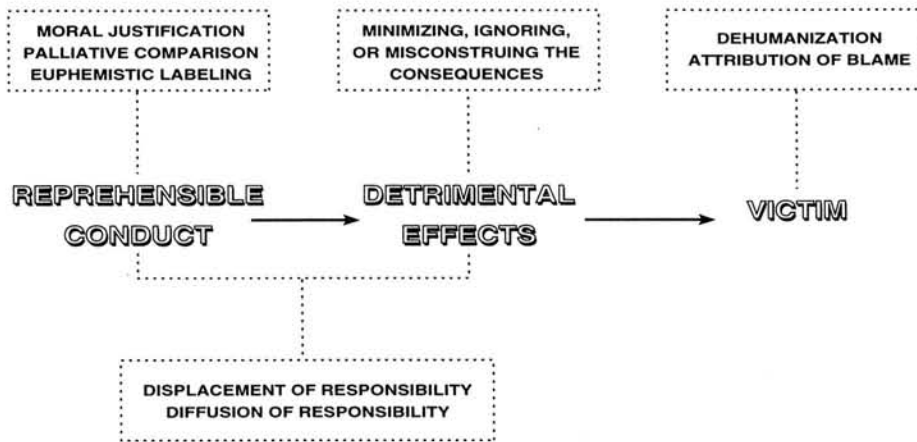 MORAL JUSTIFICATION
PALLIATIVE COMPARISON
EUPHEMISTIC LABELING
MINIMIZING, IGNORING,
OR MISCONSTRUING THE
CONSEQUENCES
DEHUMANIZATION
ATTRIBUTION OF BLAME
REPREHENSIBLE
CONDUCT
DETRIMENTAL
EFFECTS
VICTIM
DISPLACEMENT OF RESPONSIBILITY
DIFFUSION OF RESPONSIBILITY